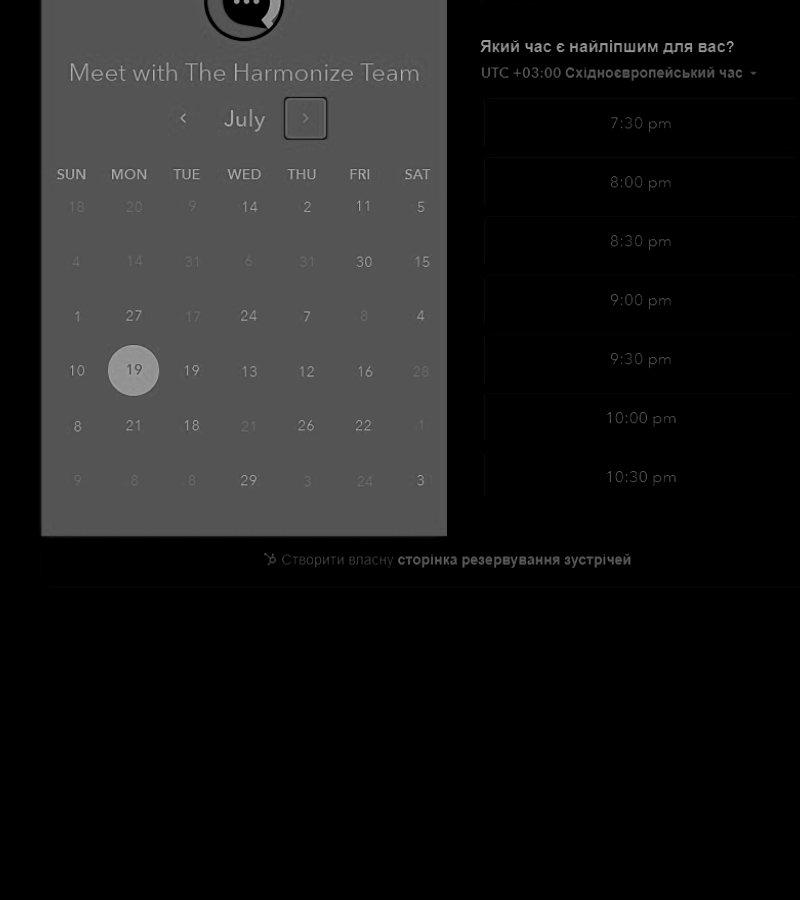 Meet with The Harmonize Team
July
SUN MON TUE WED THU FRI SAT
18 20 9 14 2 11 5
4 14 31 6 31 30 15
1 27 17 24 7 8 4
10 19 19 13 12 16 28
8 21 18 21 26 22 1
9 8 8 29 3 24 3
Який час є найліпшим для вас?
UTC +03:00 Східноєвропейський час
7:30 pm
8:00 pm
8:30 pm
9:00 pm
9:30 pm
10:00 pm
10:30 pm
Створити власну сторінка резервування зустрічей